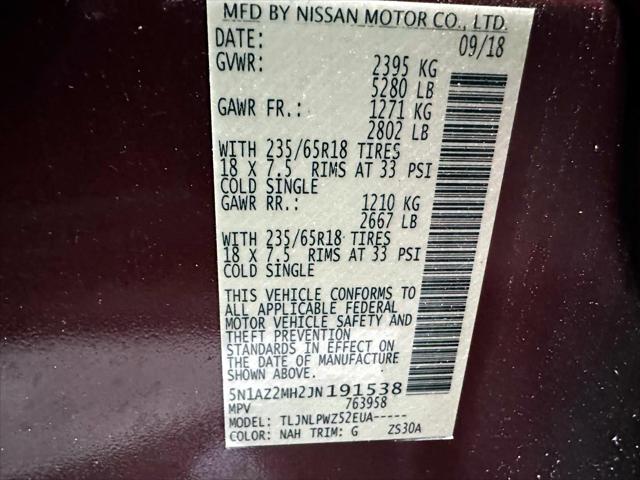 MFD BY NISSAN MOTOR CO., LTD.
DATE: 09/18
GVWR: 2395 KG
5280 LB
GAWR FR.: 1271 KG
2802 LB
WITH 235/65R18 TIRES
18 X 7.5 RIMS AT 33 PSI
COLD SINGLE
GAWR RR.: 1210 KG
2667 LB
WITH 235/65R18 TIRES
18 X 7.5 RIMS AT 33 PSI
COLD SINGLE
THIS VEHICLE CONFORMS TO
ALL APPLICABLE FEDERAL
MOTOR VEHICLE SAFETY AND
THEFT PREVENTION
STANDARDS IN EFFECT ON
THE DATE OF MANUFACTURE
SHOWN ABOVE.
5N1AZ2MH2JN191538
MPV 763958
MODEL: TLJNLPWZ52EUA-----
COLOR: NAH TRIM: G ZS30A